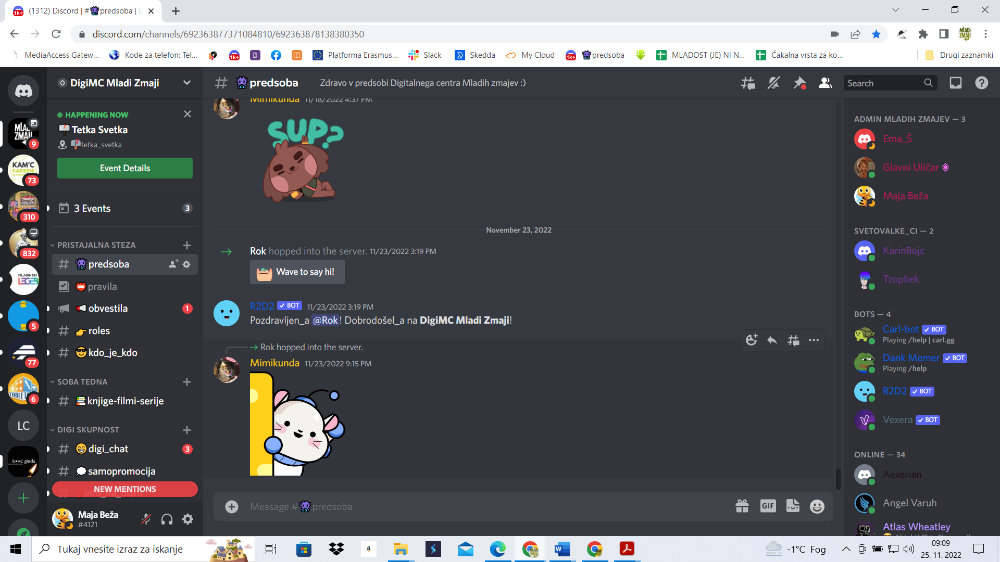 (1312) Discord | #predsoba | D
discord.com/channels/692363877371084810/692363878138380350
MediaAccess Gatew... Kode za telefon: Tel... Platforma Erasmus... Slack Skedda My Cloud predsoba MLADOST (JE) NI N... Čakalna vrsta za ko... Drugi zaznamki
DigiMC Mladi Zmaji
HAPPENING NOW
Tetka Svetka
tetka_svetka
Event Details
3 Events 3
PRISTAJALNA STEZA
predsoba
pravila
obvestila 1
roles
kdo_je_kdo
SOBA TEDNA
knjige-filmi-serije
DIGI SKUPNOST
digi_chat 3
samopromocija
NEW MENTIONS
Maja Beža
#4121
MLADI ZMAJI
9
KAM'C
KARIERNI
73
DrogArt
310
832
MLADINSKI
5
77
TABLETOP
6
LC
k**c gleda
# predsoba
Zdravo v predsobi Digitalnega centra Mladih zmajev :)
Search
Mimikunda 11/18/2022 4:37 PM
SUP?
November 23, 2022
Rok hopped into the server. 11/23/2022 3:19 PM
Wave to say hi!
R2D2 BOT 11/23/2022 3:19 PM
Pozdravljen_a @Rok! Dobrodošel_a na DigiMC Mladi Zmaji!
Rok hopped into the server.
Mimikunda 11/23/2022 9:15 PM
Message #predsoba
GIF
ADMIN MLADIH ZMAJEV — 3
Ema_Š
Glavni Uličar
Maja Beža
SVETOVALKE_CI — 2
KarinBojc
Tzophek
BOTS — 4
Carl-bot BOT
Playing /help | carl.gg
Dank Memer BOT
Playing /help
R2D2 BOT
Vexera BOT
ONLINE — 34
Aexerian
Angel Varuh
Atlas Wheatley
Tukaj vnesite izraz za iskanje
-1°C Fog
09:09
25. 11. 2022